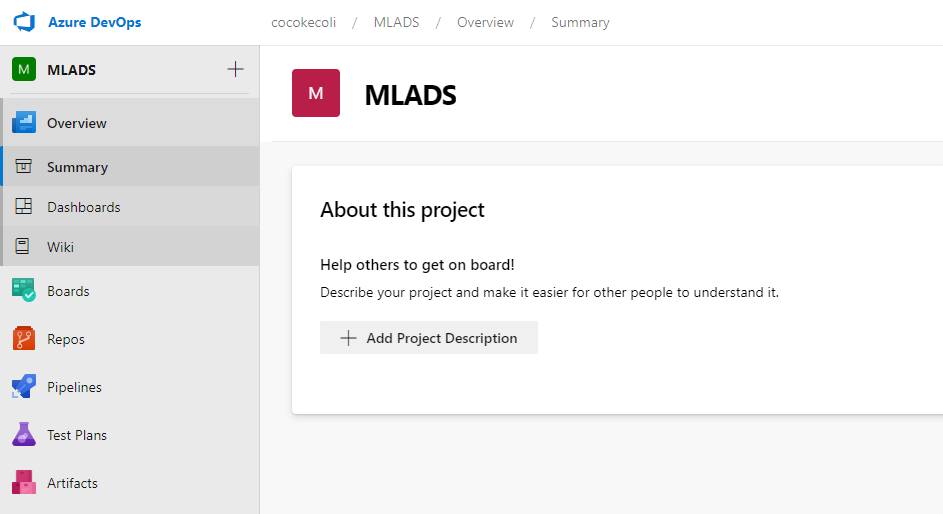 Azure DevOps
cocokecoli / MLADS / Overview / Summary
M MLADS +
Overview
Summary
Dashboards
Wiki
Boards
Repos
Pipelines
Test Plans
Artifacts
M MLADS
About this project
Help others to get on board!
Describe your project and make it easier for other people to understand it.
+ Add Project Description